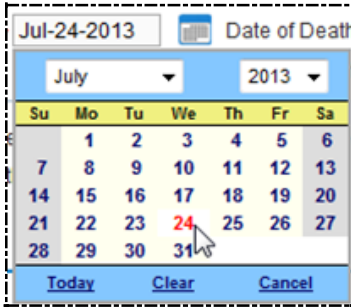 Jul-24-2013 Date of Death
July 2013
Su Mo Tu We Th Fr Sa
1 2 3 4 5 6
7 8 9 10 11 12 13
14 15 16 17 18 19 20
21 22 23 24 25 26 27
28 29 30 31
Today Clear Cancel